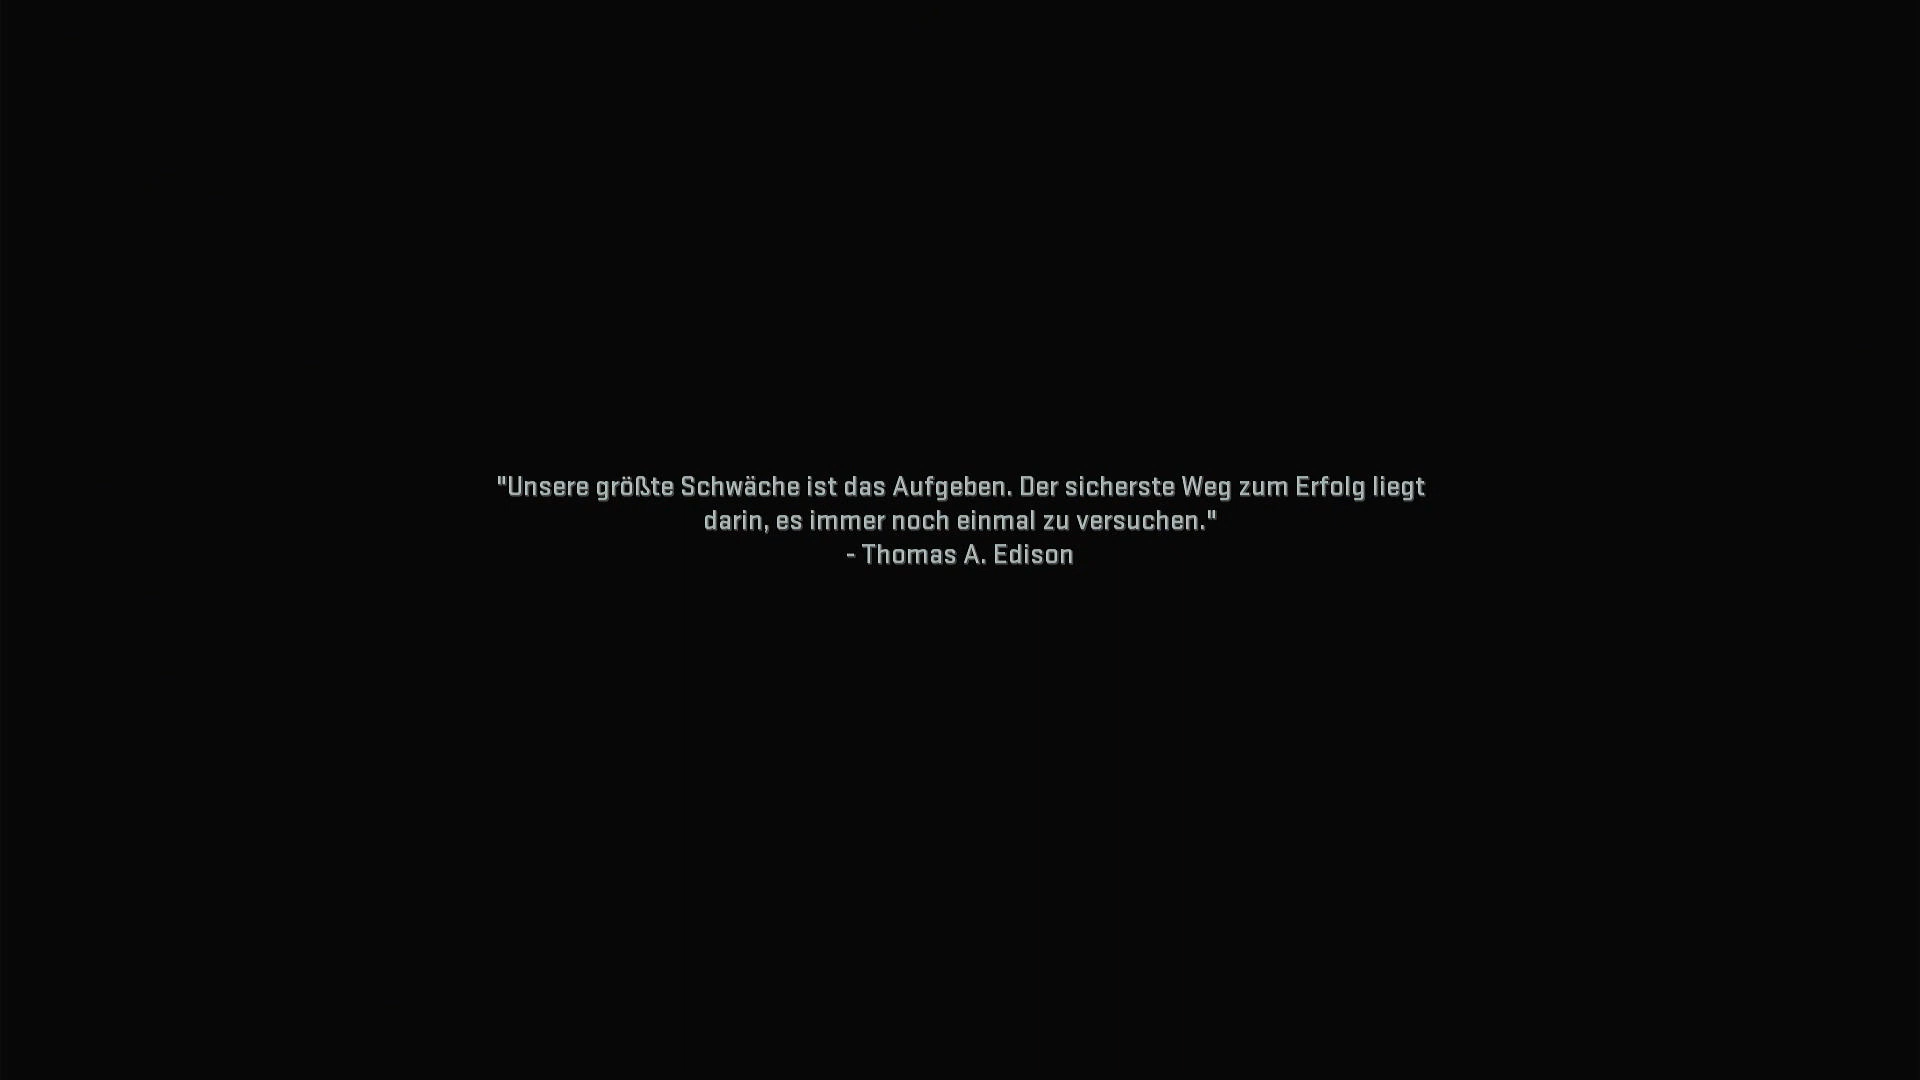 "Unsere größte Schwäche ist das Aufgeben. Der sicherste Weg zum Erfolg liegt
darin, es immer noch einmal zu versuchen."
- Thomas A. Edison